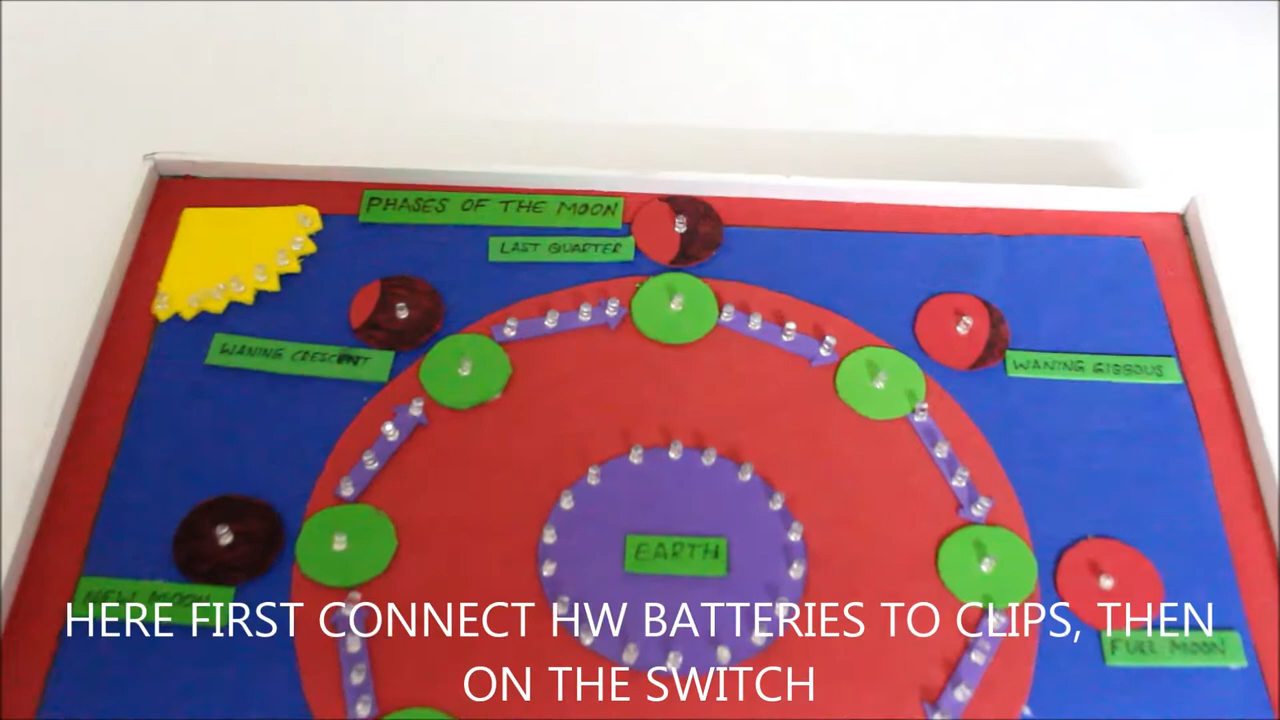 PHASES OF THE MOON
LAST QUARTER
WANING CRESCENT
WANING GIBBOUS
EARTH
NEW MOON
FULL MOON
HERE FIRST CONNECT HW BATTERIES TO CLIPS, THEN
ON THE SWITCH